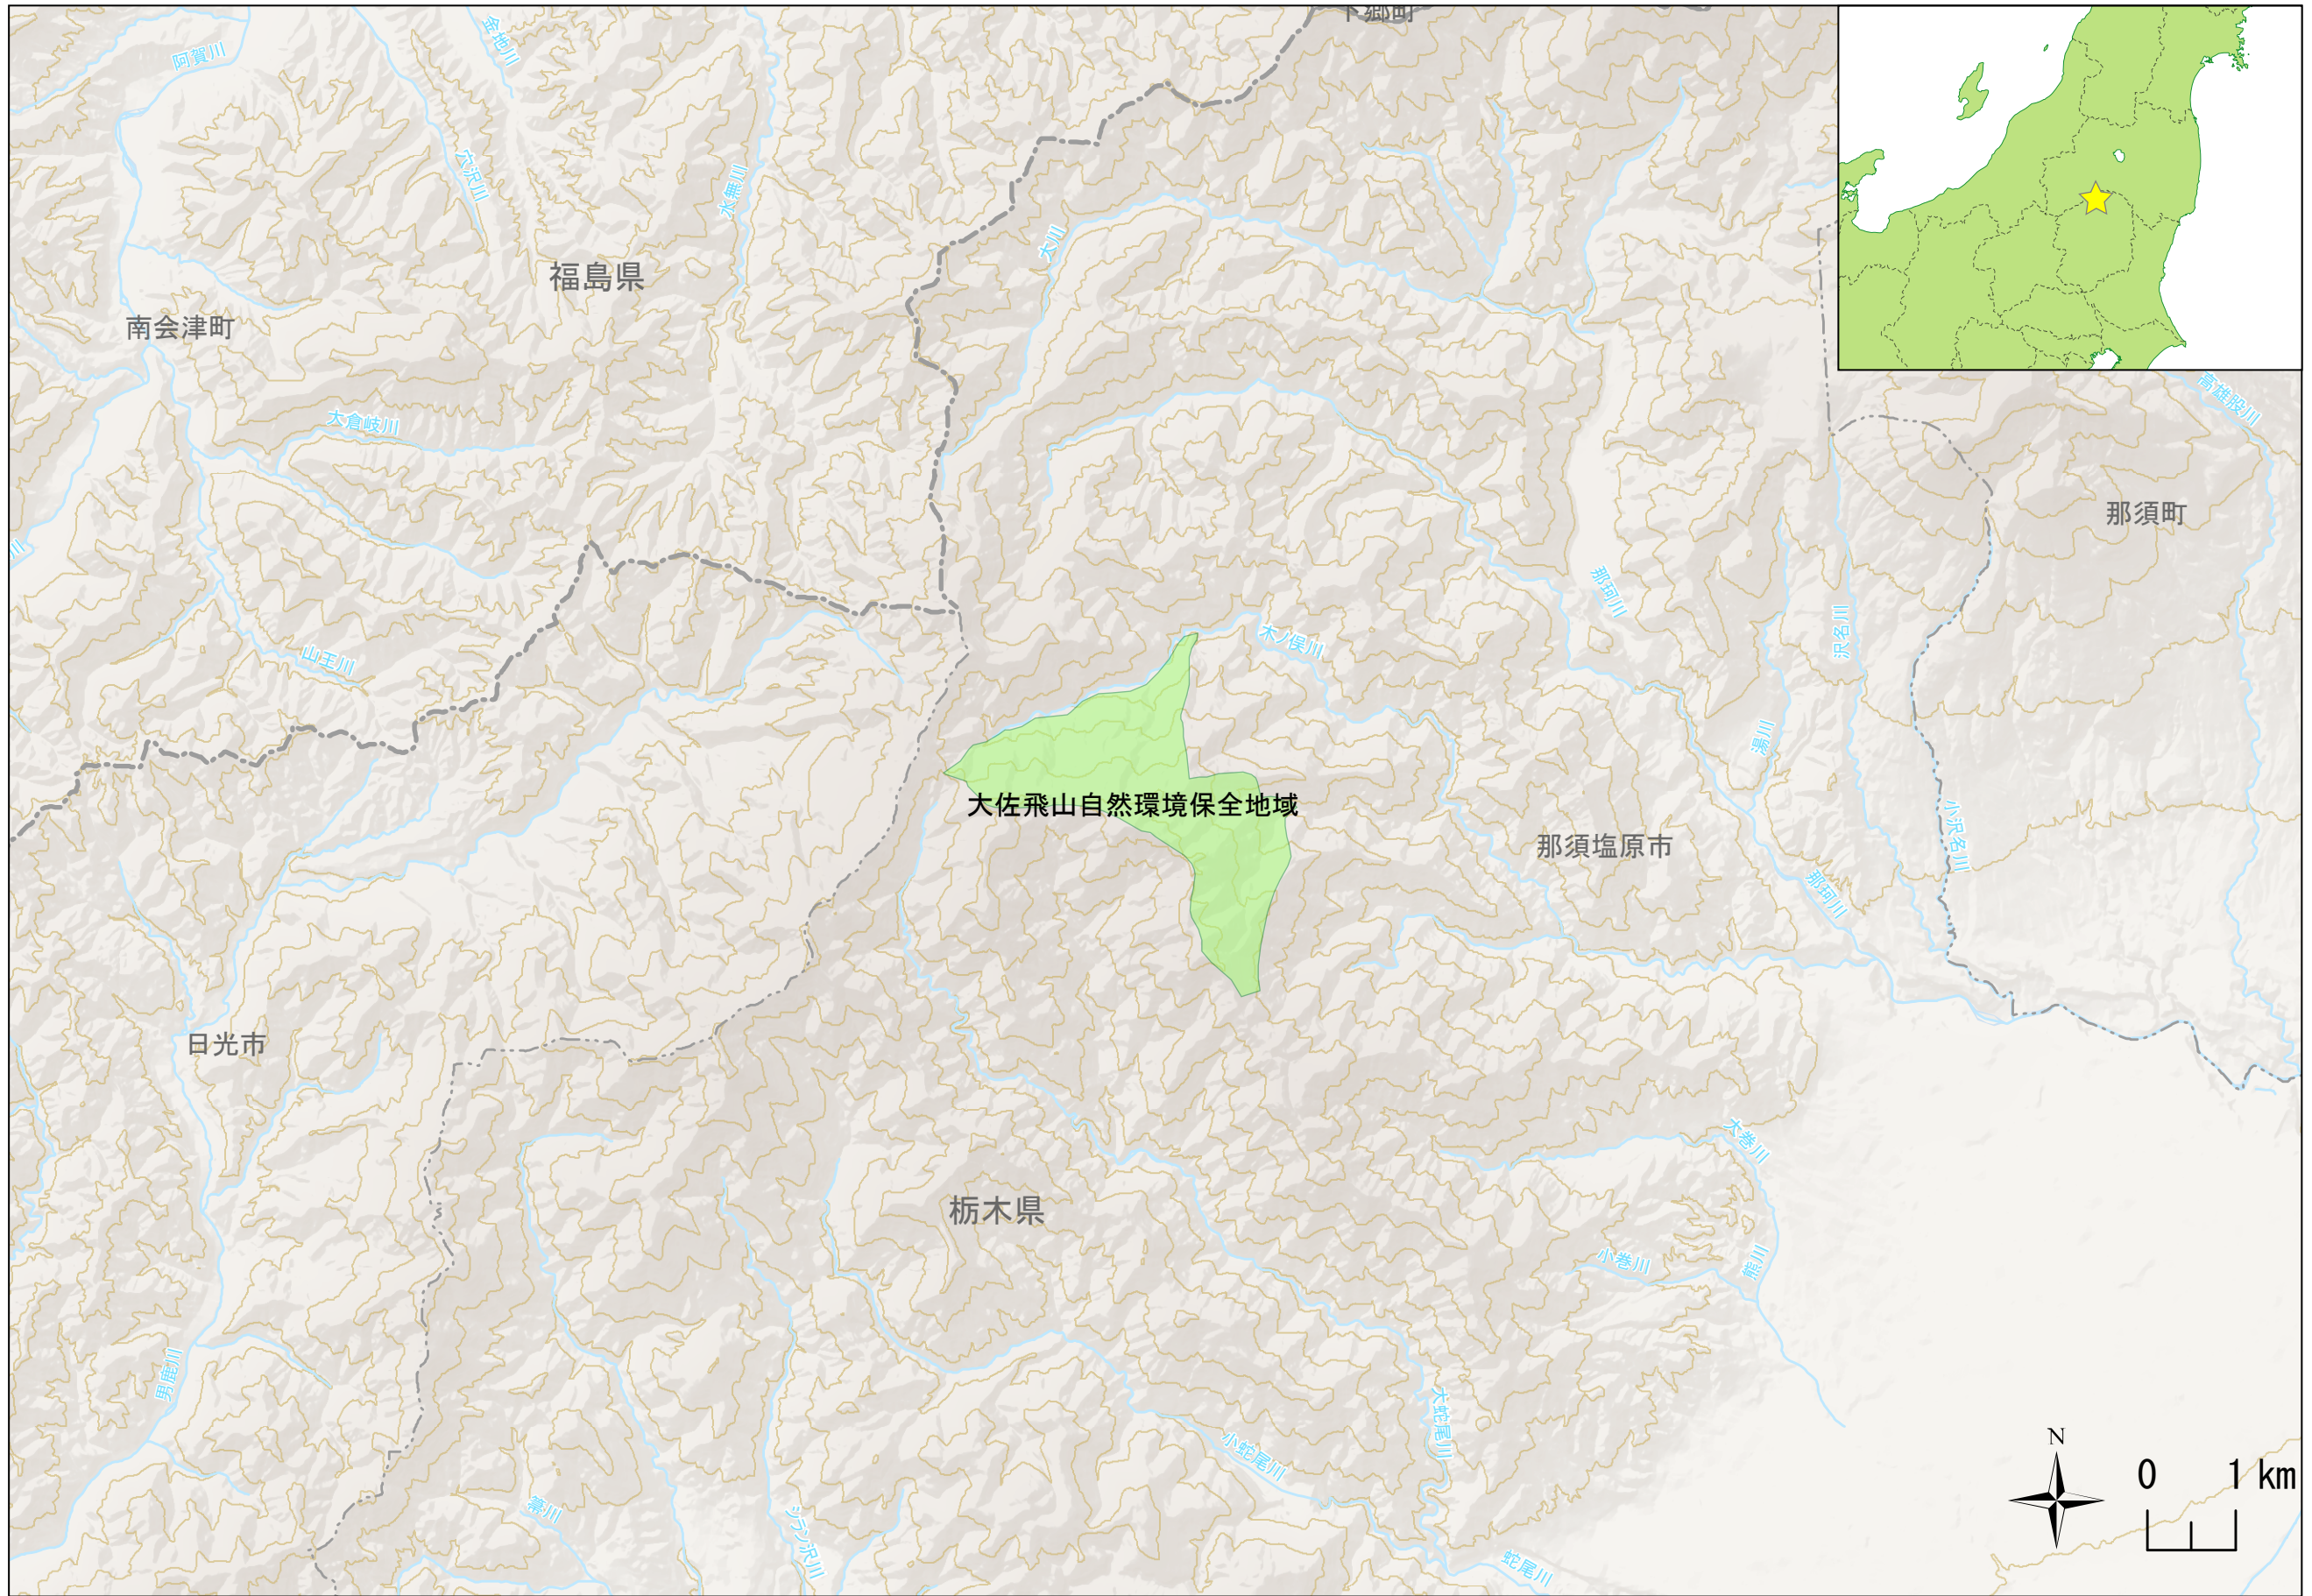 下郷町
阿賀川
金地川
穴沢川
水無川
大川
福島県
南会津町
大倉岐川
高雄股川
那須町
川
那珂川
沢名川
木ノ俣川
山王川
湯川
大佐飛山自然環境保全地域
小沢名川
那須塩原市
那珂川
日光市
大巻川
栃木県
小巻川
熊川
男鹿川
大蛇尾川
小蛇尾川
箒川
シラン沢川
蛇尾川
N
0 1 km